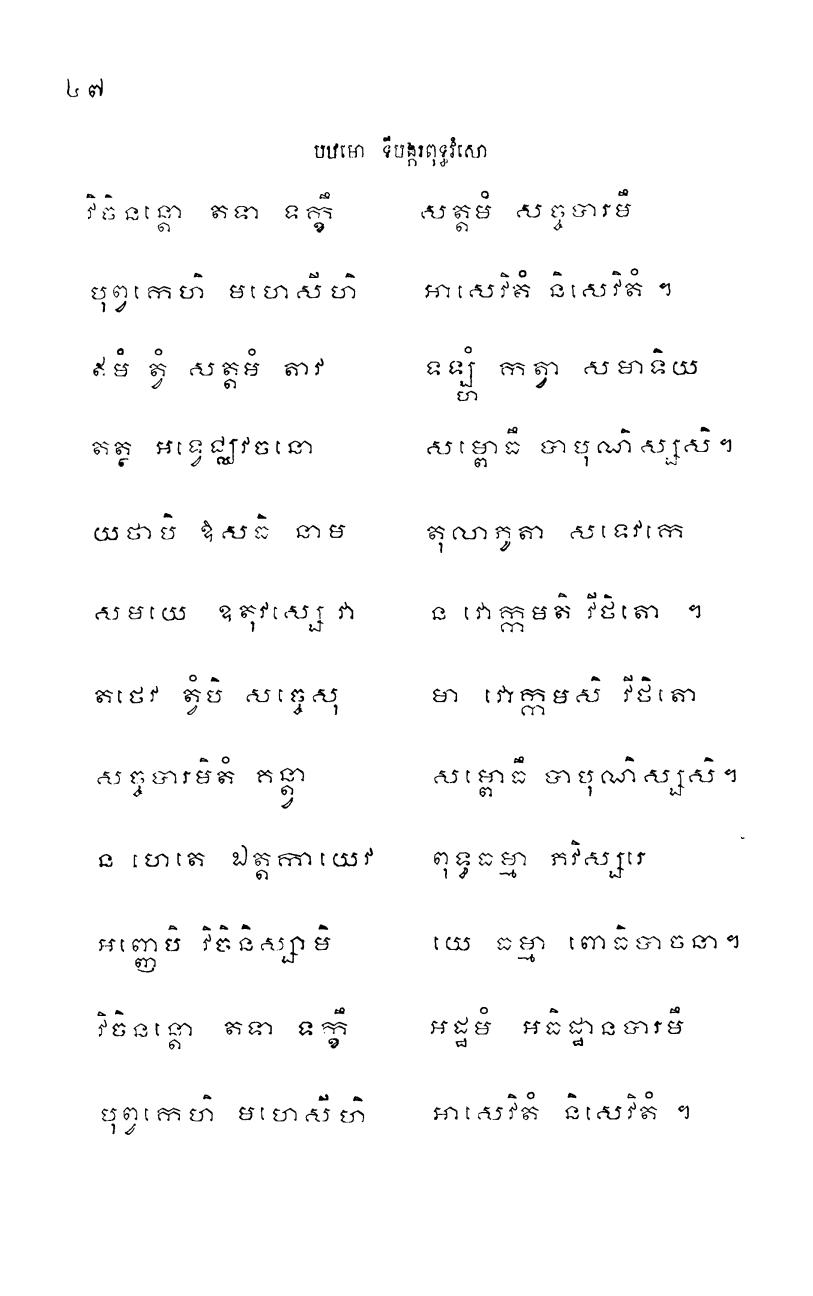 ៤៧
បឋមោ ទីបង្ករពុទ្ធវំសោ
វិចិនន្តោ តទា ទក្ខឹ សត្តមំ សច្ចបារមឹ
បុព្វកេហិ មហេសីហិ អាសេវិតំ និសេវិតំ ។
ឥមំ ត្វំ សត្តមំ តាវ ទឡ្ហំ កត្វា សមាទិយ
តត្ថ អទ្វេជ្ឈវចនោ សម្ពោធឹ បាបុណិស្សសិ។
យថាបិ ឱសធិ នាម តុលាភូតា សទេវកេ
សមយេ ឧតុវស្សេ វា ន វោក្កមតិ វីថិតោ ។
តថេវ ត្វំបិ សច្ចេសុ មា វោក្កមសិ វីថិតោ
សច្ចបារមិតំ គន្ត្វា សម្ពោធឹ បាបុណិស្សសិ។
ន ហេតេ ឯត្តកាយេវ ពុទ្ធធម្មា ភវិស្សរេ
អញ្ញេបិ វិចិនិស្សាមិ យេ ធម្មា ពោធិបាចនា។
វិចិនន្តោ តទា ទក្ខឹ អដ្ឋមំ អធិដ្ឋានបារមឹ
បុព្វកេហិ មហេសីហិ អាសេវិតំ និសេវិតំ ។